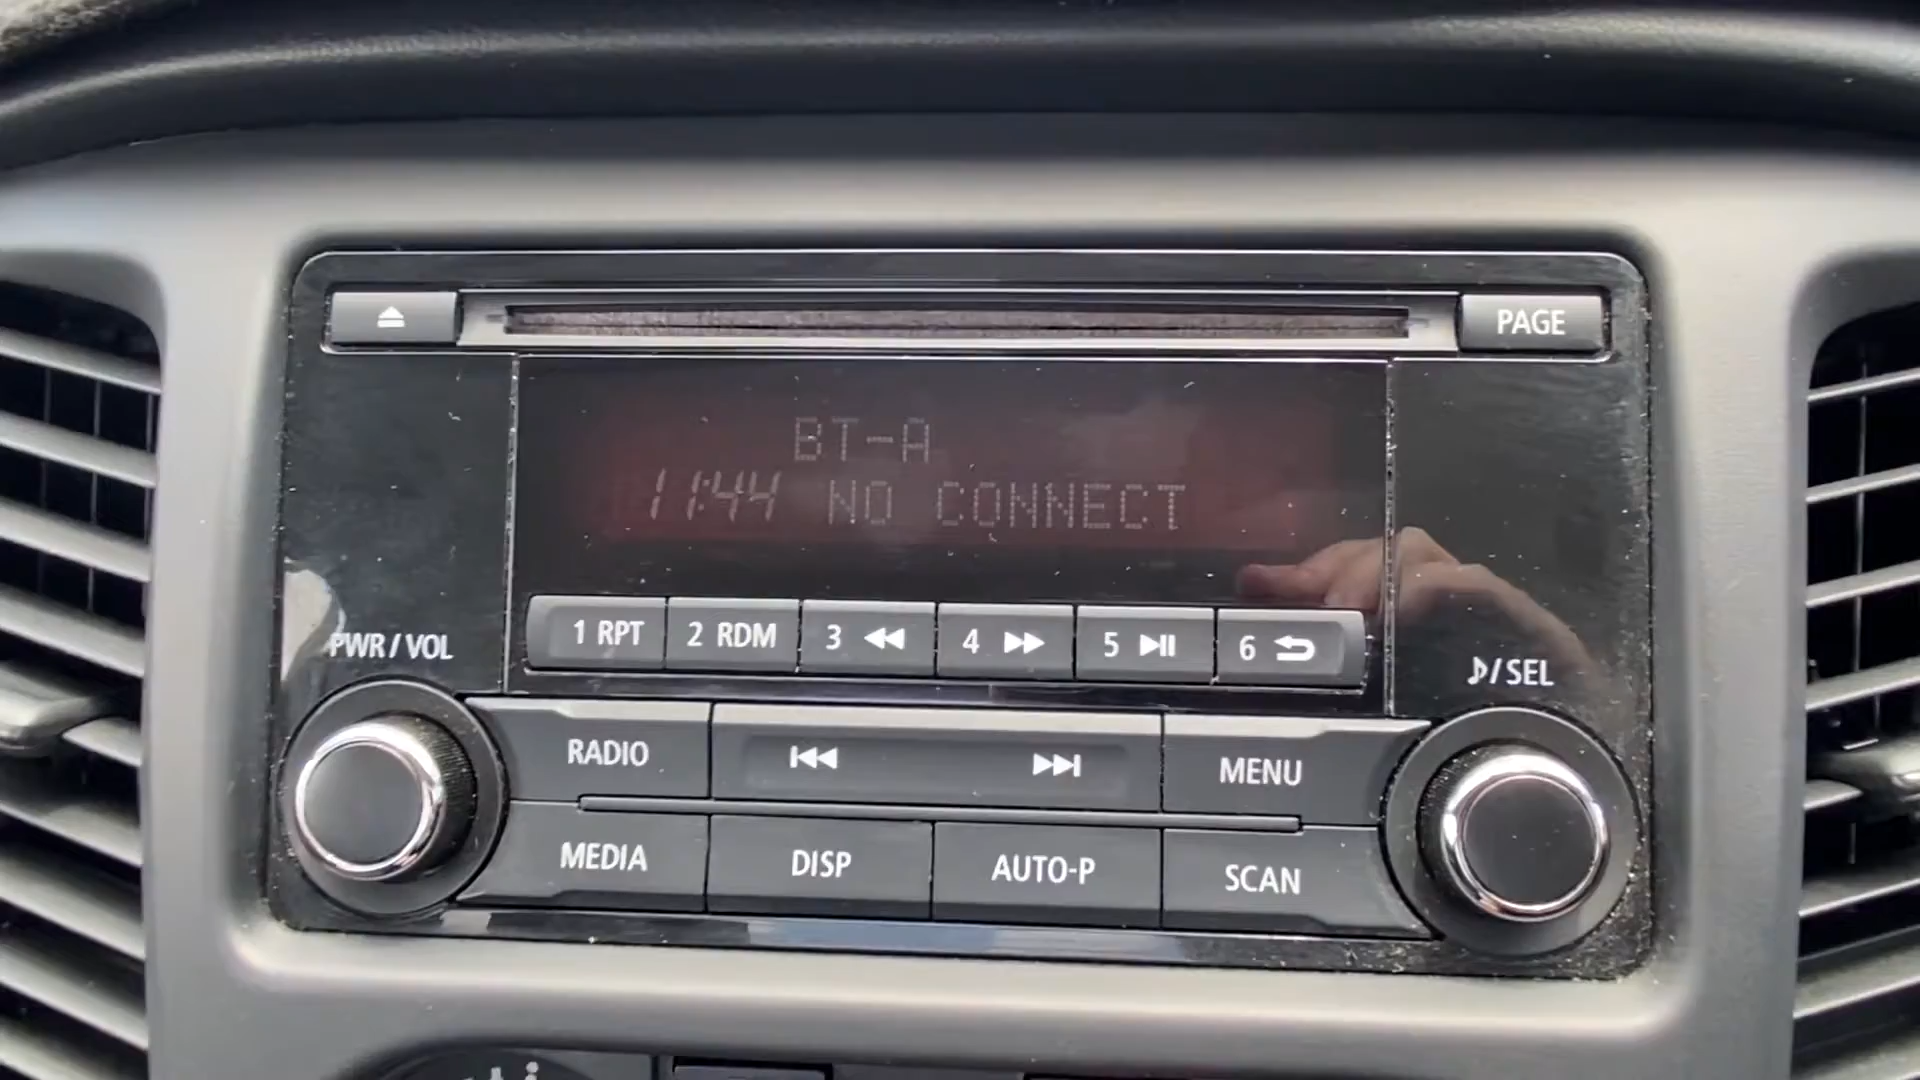 PAGE
BT-A
11:44 NO CONNECT
PWR/VOL
1 RPT 2 RDM 3 4 5 6
♪/SEL
RADIO MENU
MEDIA DISP AUTO-P SCAN